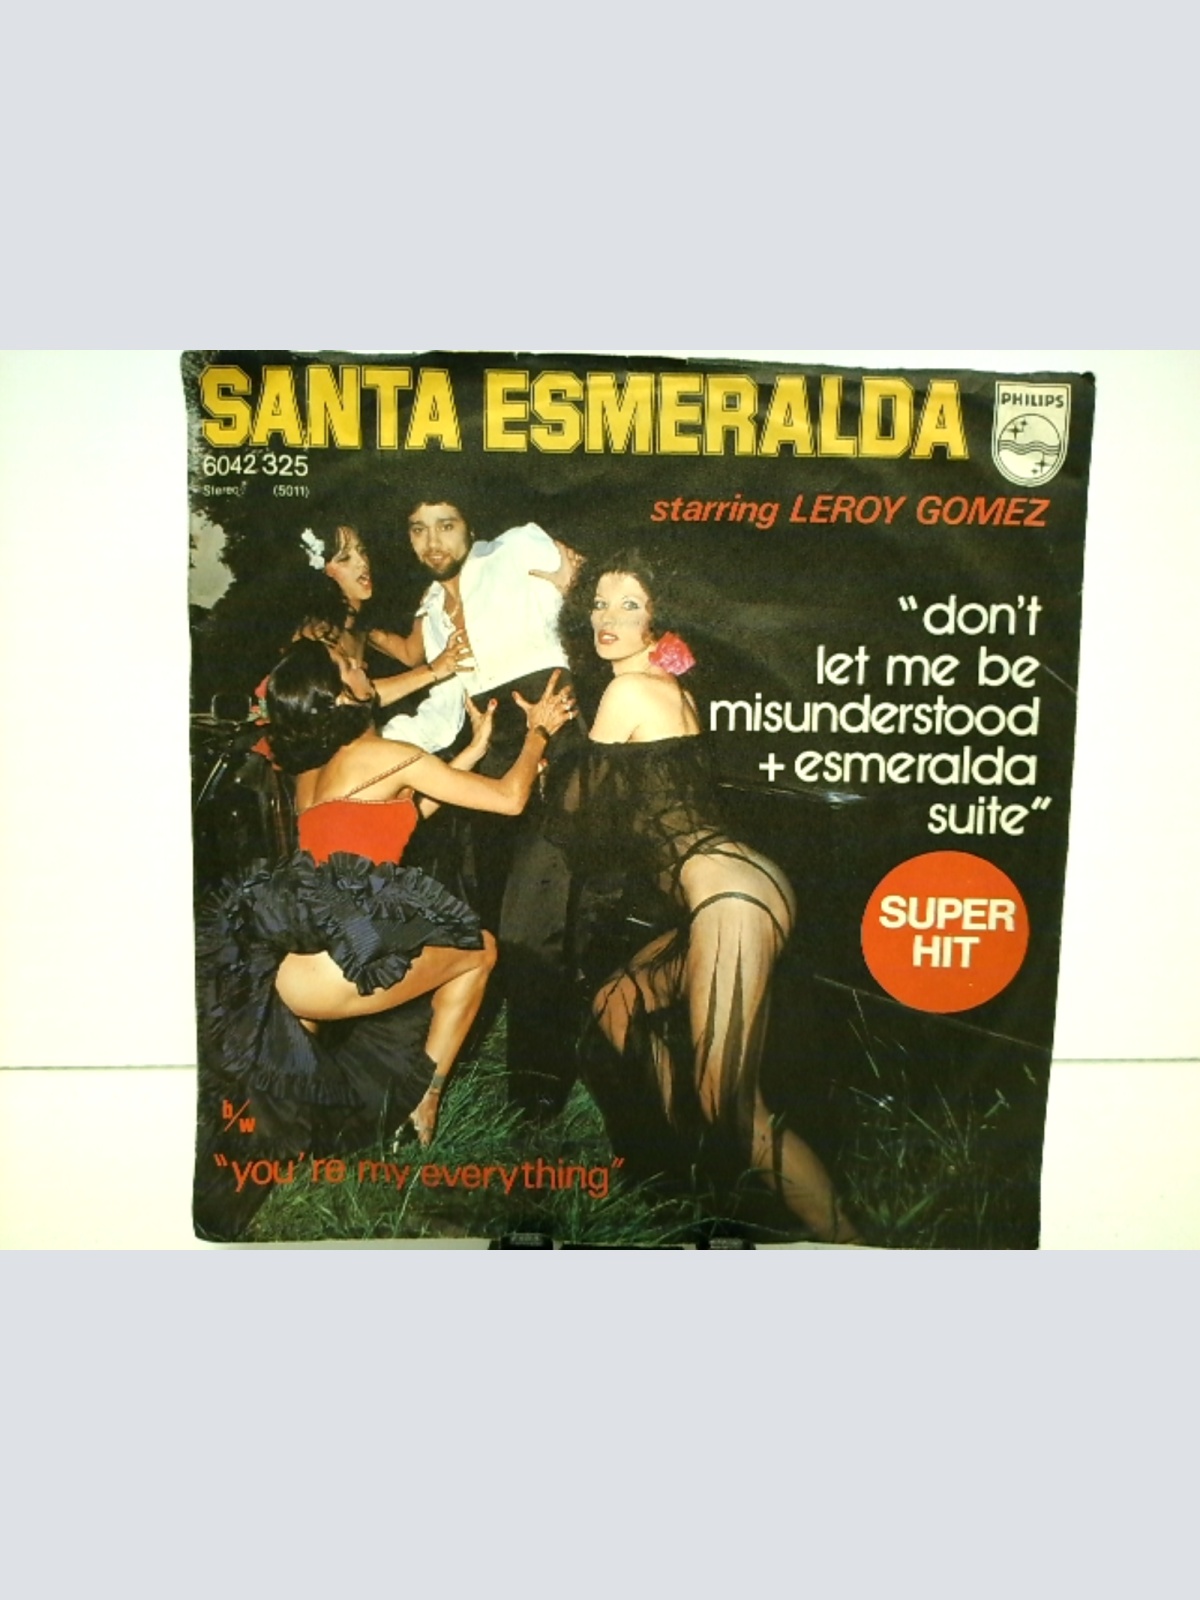 SANTA ESMERALDA
PHILIPS
6042 325
Stereo (5011)
starring LEROY GOMEZ
"don't
let me be
misunderstood
+ esmeralda
suite"
SUPER
HIT
b/w
"you're my everything"